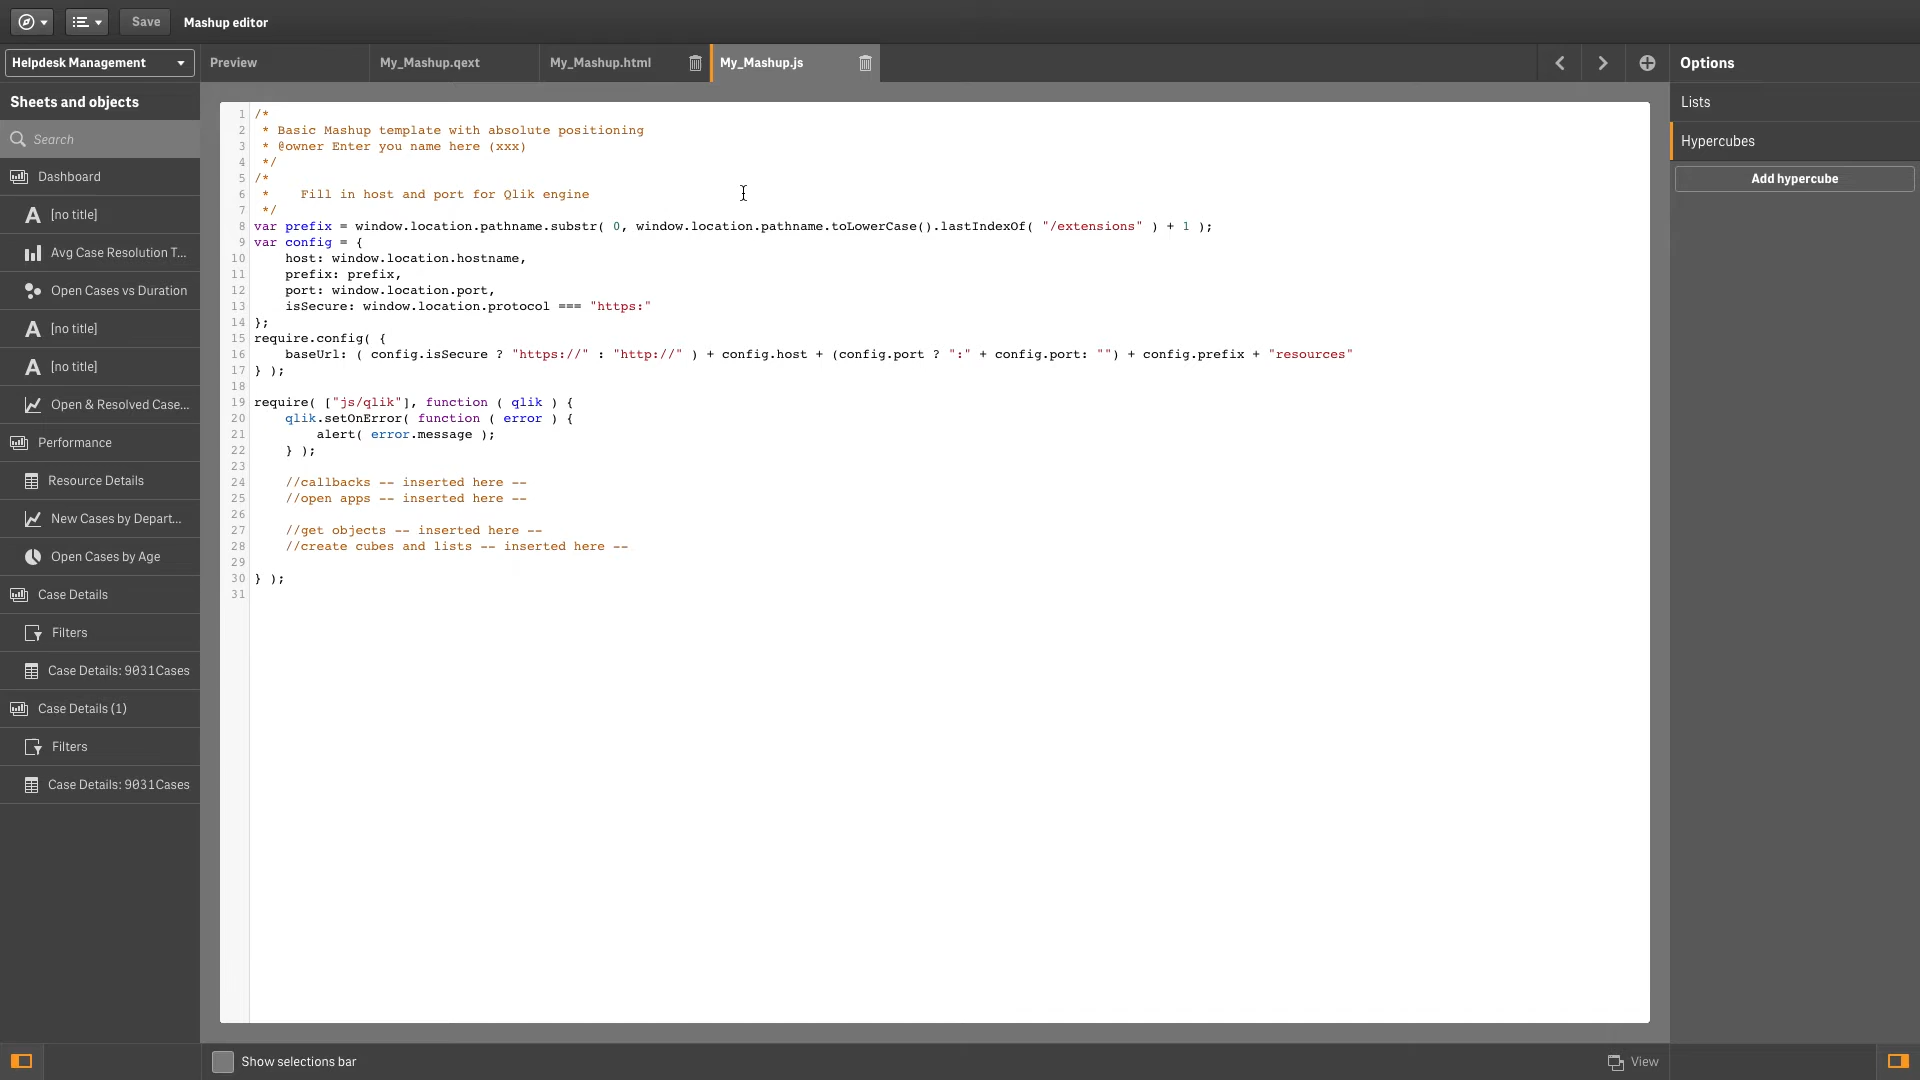 Save
Mashup editor
Helpdesk Management
Preview
My_Mashup.qext
My_Mashup.html
My_Mashup.js
Options
Sheets and objects
Search
Dashboard
[no title]
Avg Case Resolution T...
Open Cases vs Duration
[no title]
[no title]
Open & Resolved Case...
Performance
Resource Details
New Cases by Depart...
Open Cases by Age
Case Details
Filters
Case Details: 9031Cases
Case Details (1)
Filters
Case Details: 9031Cases
1 /*
2  * Basic Mashup template with absolute positioning
3  * @owner Enter you name here (xxx)
4  */
5 /*
6  *    Fill in host and port for Qlik engine
7  */
8 var prefix = window.location.pathname.substr( 0, window.location.pathname.toLowerCase().lastIndexOf( "/extensions" ) + 1 );
9 var config = {
10     host: window.location.hostname,
11     prefix: prefix,
12     port: window.location.port,
13     isSecure: window.location.protocol === "https:"
14 };
15 require.config( {
16     baseUrl: ( config.isSecure ? "https://" : "http://" ) + config.host + (config.port ? ":" + config.port: "") + config.prefix + "resources"
17 } );
18
19 require( ["js/qlik"], function ( qlik ) {
20     qlik.setOnError( function ( error ) {
21         alert( error.message );
22     } );
23
24     //callbacks -- inserted here --
25     //open apps -- inserted here --
26
27     //get objects -- inserted here --
28     //create cubes and lists -- inserted here --
29
30 } );
31
Lists
Hypercubes
Add hypercube
Show selections bar
View